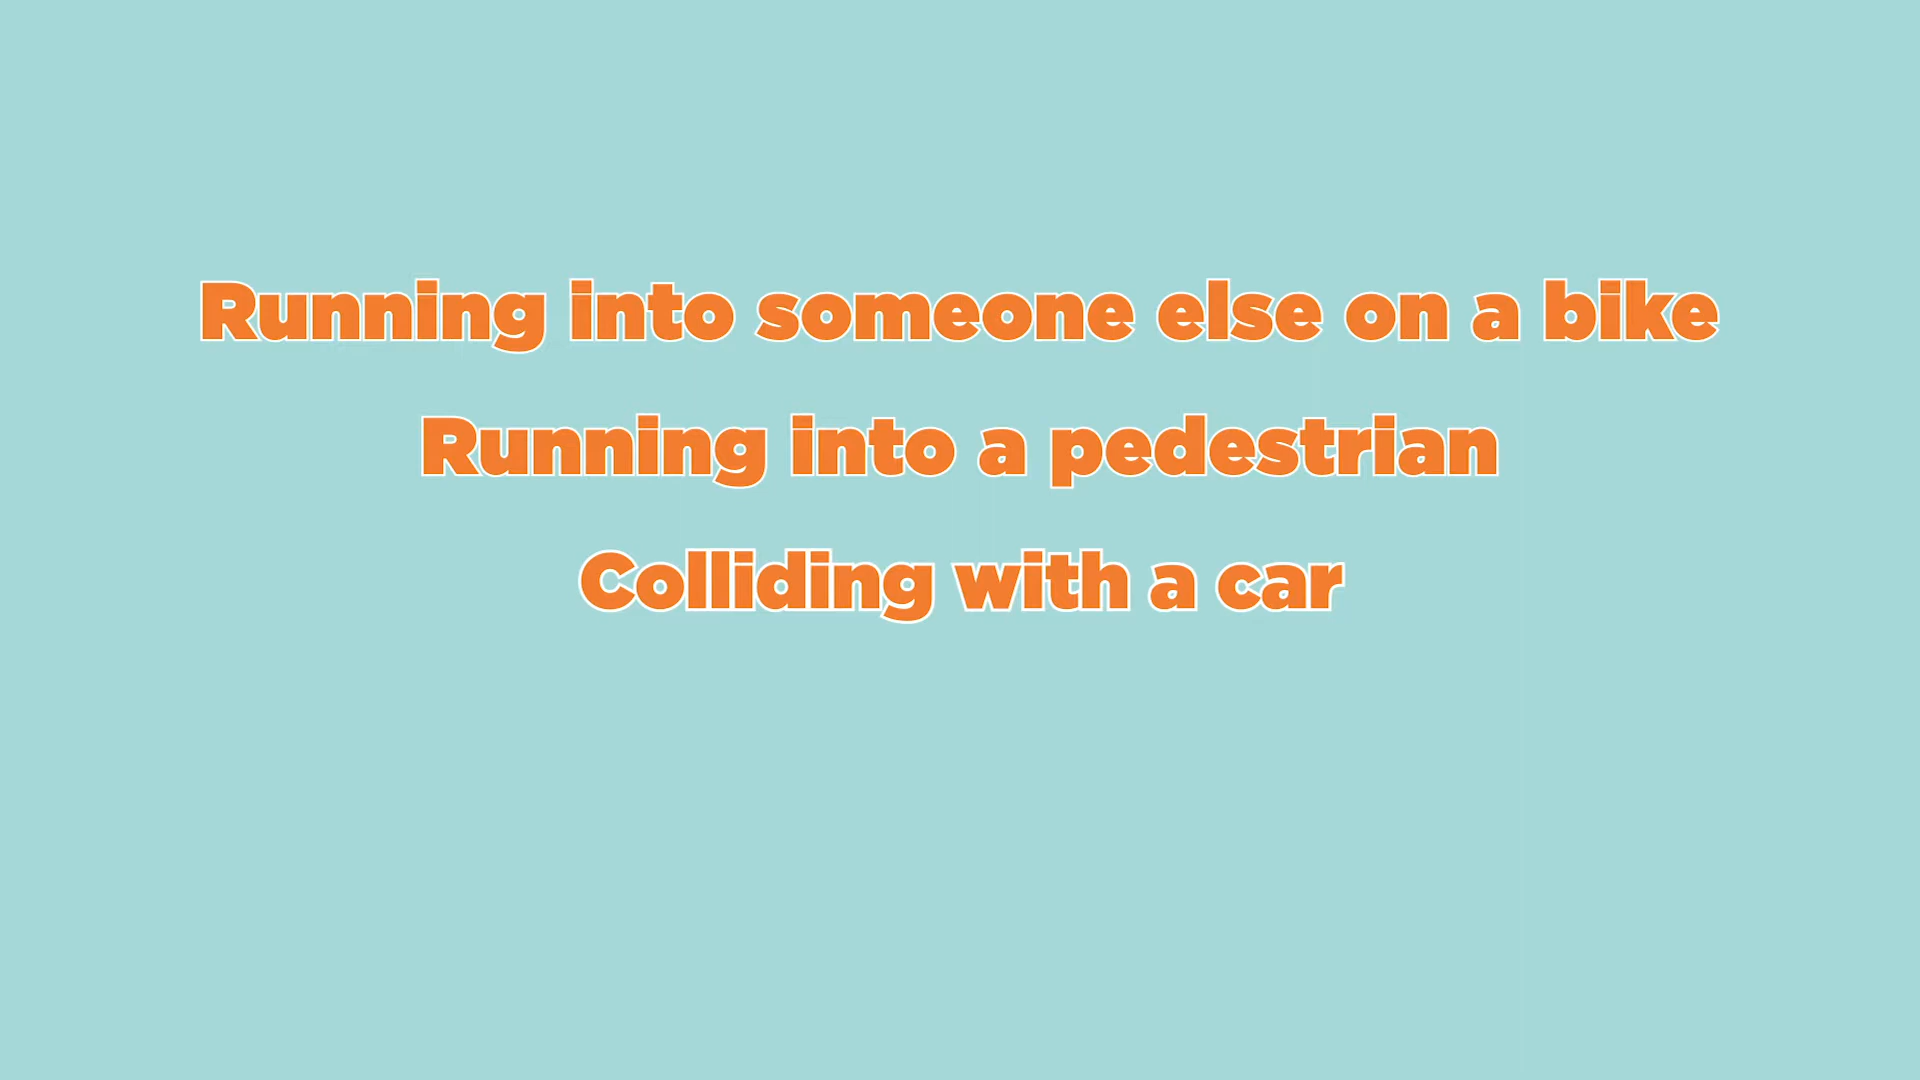 Running into someone else on a bike
Running into a pedestrian
Colliding with a car